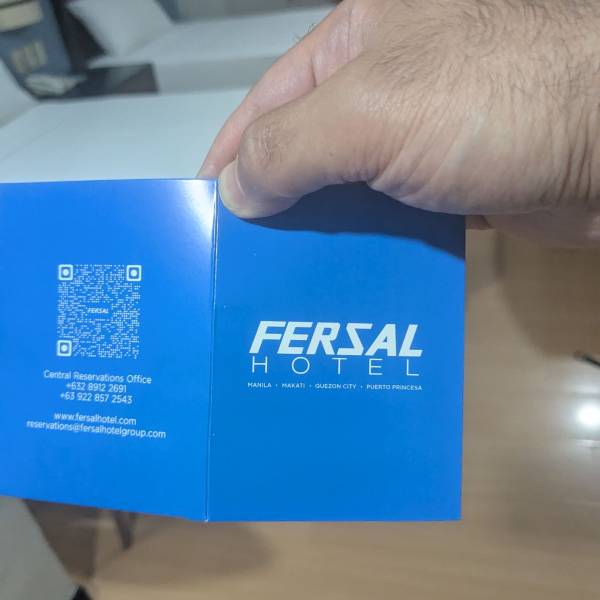 FERSAL
Central Reservations Office
+632 8912 2691
+63 922 857 2543
www.fersalhotel.com
reservations@fersalhotelgroup.com
FERSAL
HOTEL
MANILA • MAKATI • QUEZON CITY • PUERTO PRINCESA